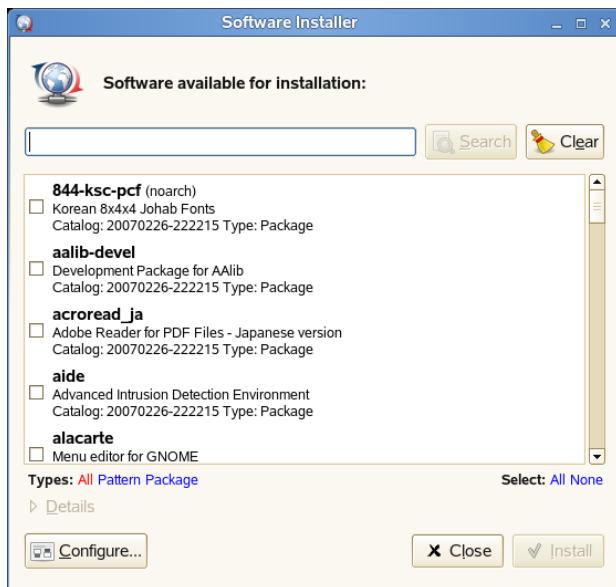 Software Installer
Software available for installation:
Search
Clear
844-ksc-pcf (noarch)
Korean 8x4x4 Johab Fonts
Catalog: 20070226-222215 Type: Package
aalib-devel
Development Package for AAlib
Catalog: 20070226-222215 Type: Package
acroread_ja
Adobe Reader for PDF Files - Japanese version
Catalog: 20070226-222215 Type: Package
aide
Advanced Intrusion Detection Environment
Catalog: 20070226-222215 Type: Package
alacarte
Menu editor for GNOME
Types: All Pattern Package Select: All None
Details
Configure... Close Install